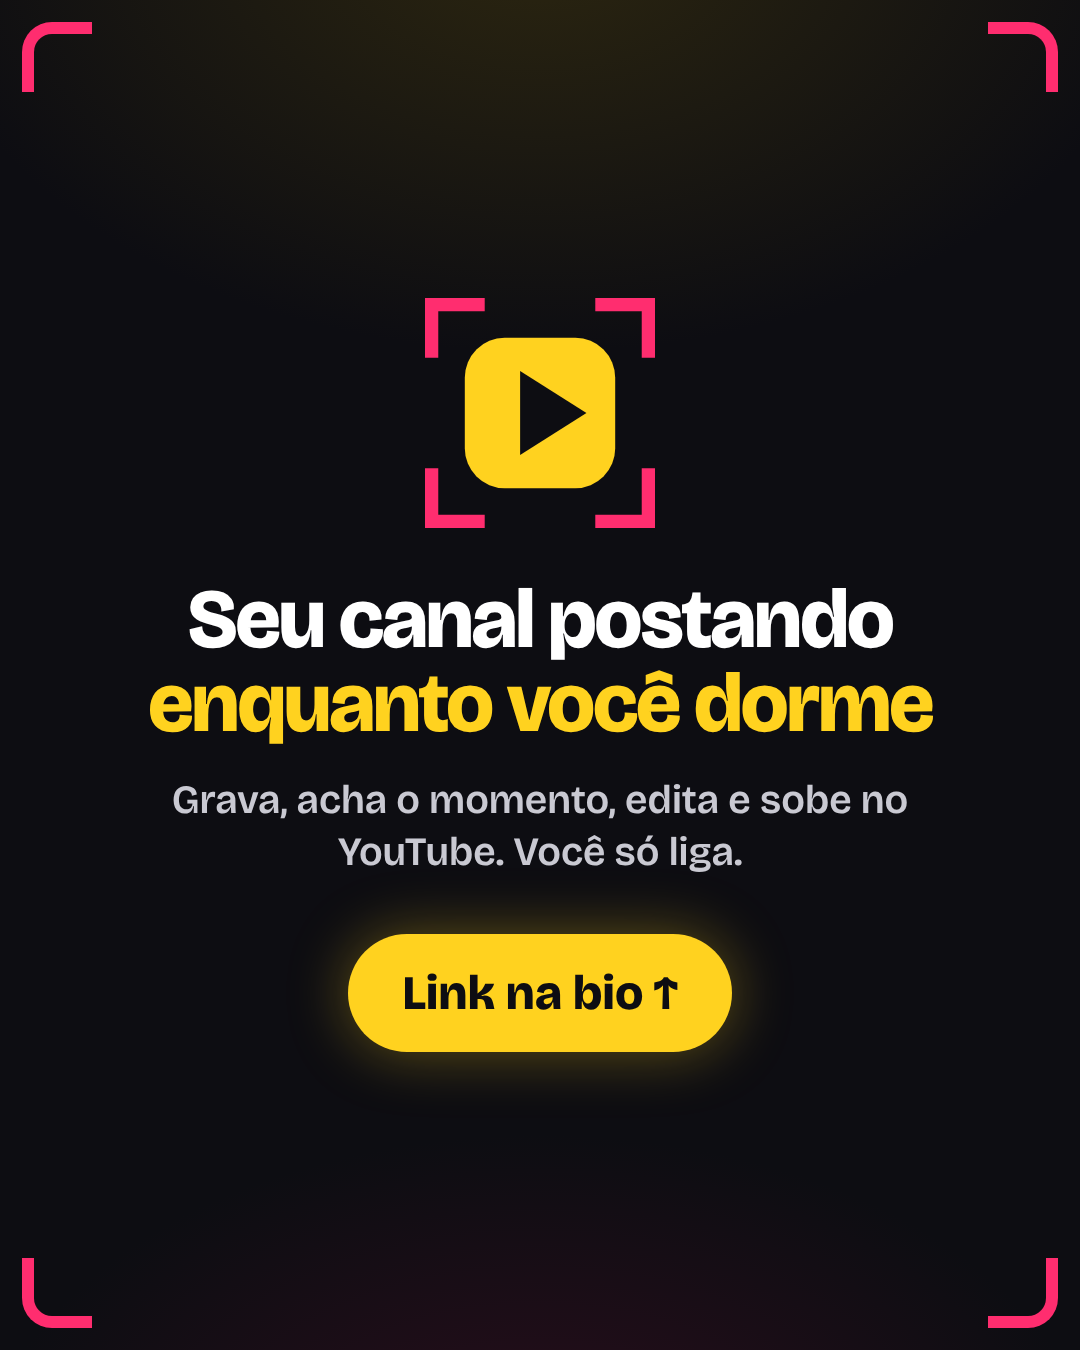 Seu canal postando
enquanto você dorme
Grava, acha o momento, edita e sobe no
YouTube. Você só liga.
Link na bio ↑